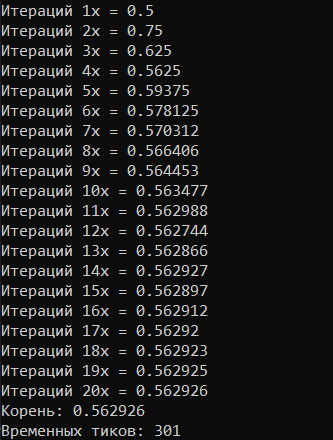 Итераций 1x = 0.5
Итераций 2x = 0.75
Итераций 3x = 0.625
Итераций 4x = 0.5625
Итераций 5x = 0.59375
Итераций 6x = 0.578125
Итераций 7x = 0.570312
Итераций 8x = 0.566406
Итераций 9x = 0.564453
Итераций 10x = 0.563477
Итераций 11x = 0.562988
Итераций 12x = 0.562744
Итераций 13x = 0.562866
Итераций 14x = 0.562927
Итераций 15x = 0.562897
Итераций 16x = 0.562912
Итераций 17x = 0.56292
Итераций 18x = 0.562923
Итераций 19x = 0.562925
Итераций 20x = 0.562926
Корень: 0.562926
Временных тиков: 301